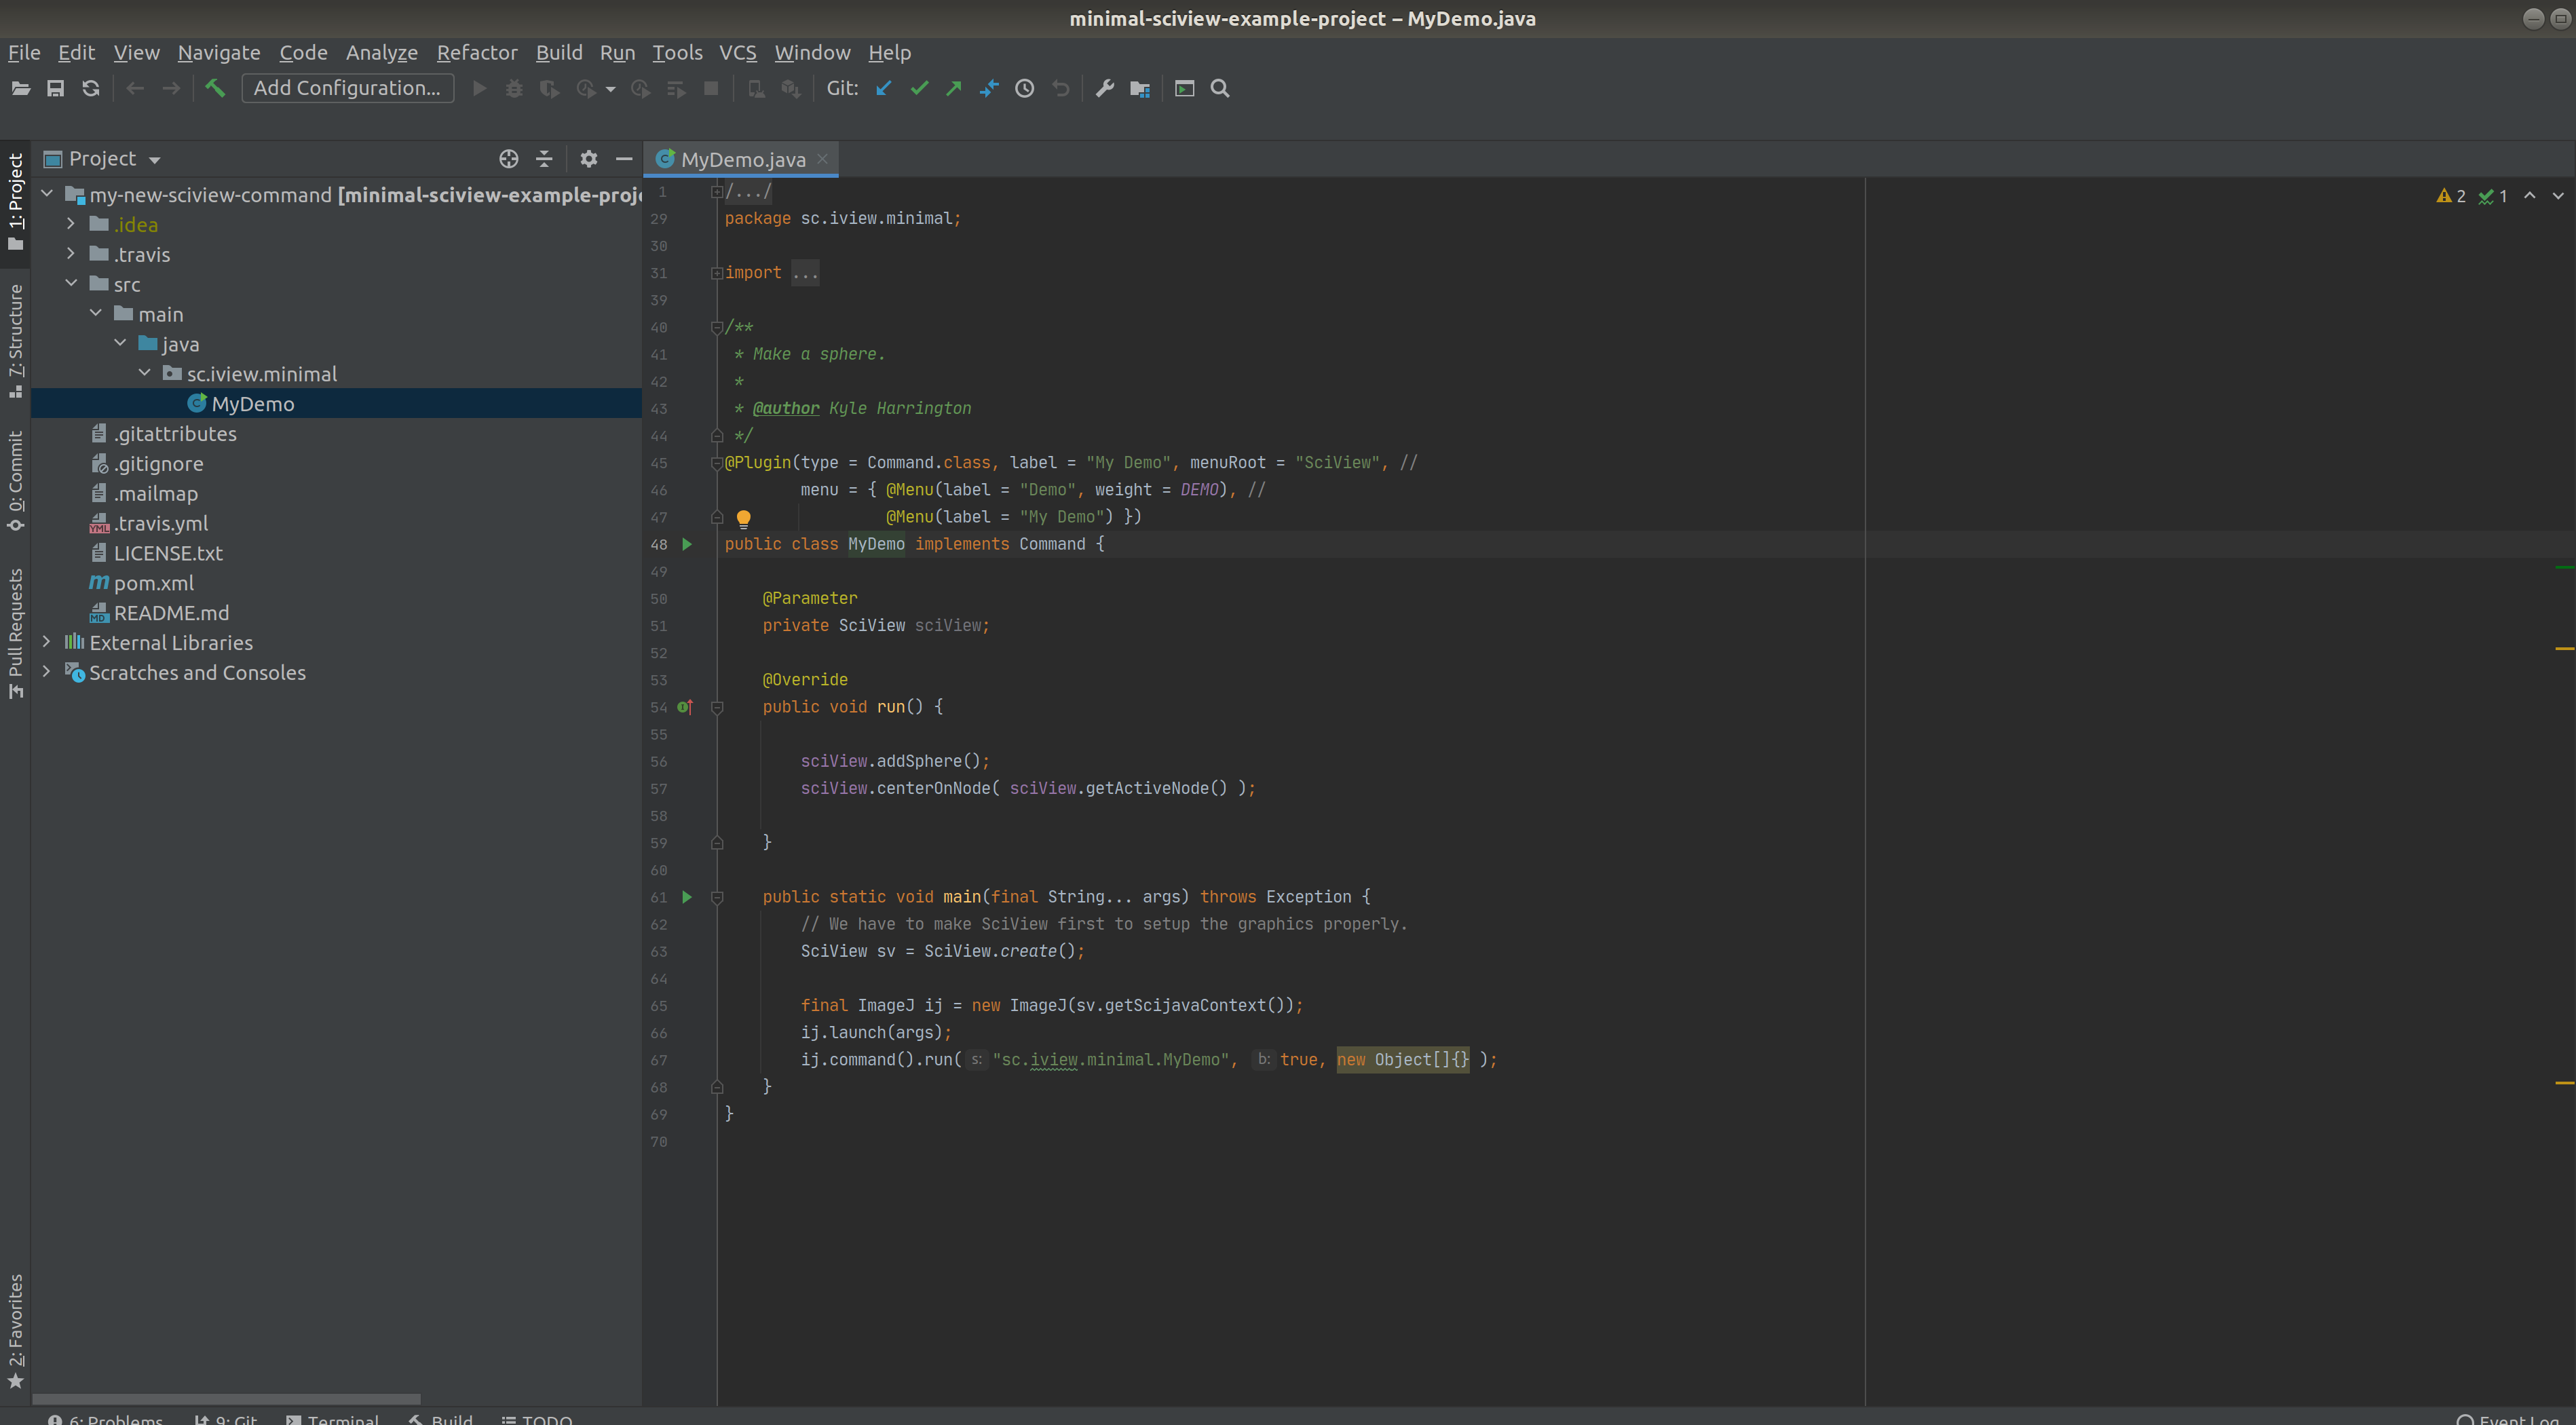 minimal-sciview-example-project – MyDemo.java
File Edit View Navigate Code Analyze Refactor Build Run Tools VCS Window Help
Add Configuration... Git:
1: Project
7: Structure
0: Commit
Pull Requests
2: Favorites
Project
my-new-sciview-command [minimal-sciview-example-proje
.idea
.travis
src
main
java
sc.iview.minimal
MyDemo
.gitattributes
.gitignore
.mailmap
.travis.yml
LICENSE.txt
pom.xml
README.md
External Libraries
Scratches and Consoles
MyDemo.java
2 1
1 /.../
29 package sc.iview.minimal;
30
31 import ...
39
40 /**
41  * Make a sphere.
42  *
43  * @author Kyle Harrington
44  */
45 @Plugin(type = Command.class, label = "My Demo", menuRoot = "SciView", //
46         menu = { @Menu(label = "Demo", weight = DEMO), //
47                  @Menu(label = "My Demo") })
48 public class MyDemo implements Command {
49
50     @Parameter
51     private SciView sciView;
52
53     @Override
54     public void run() {
55
56         sciView.addSphere();
57         sciView.centerOnNode( sciView.getActiveNode() );
58
59     }
60
61     public static void main(final String... args) throws Exception {
62         // We have to make SciView first to setup the graphics properly.
63         SciView sv = SciView.create();
64
65         final ImageJ ij = new ImageJ(sv.getScijavaContext());
66         ij.launch(args);
67         ij.command().run( s: "sc.iview.minimal.MyDemo", b: true, new Object[]{} );
68     }
69 }
70
6: Problems 9: Git Terminal Build TODO Event Log